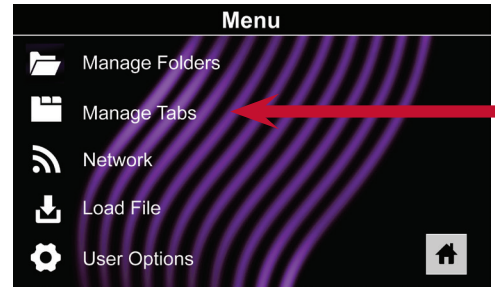 Menu
Manage Folders
Manage Tabs
Network
Load File
User Options